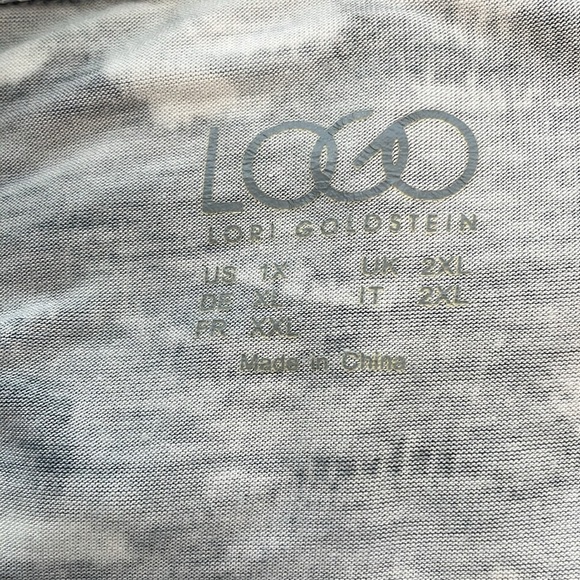 LOGO
LORI GOLDSTEIN
US 1X UK 2XL
DE XL IT 2XL
FR XXL
Made in China